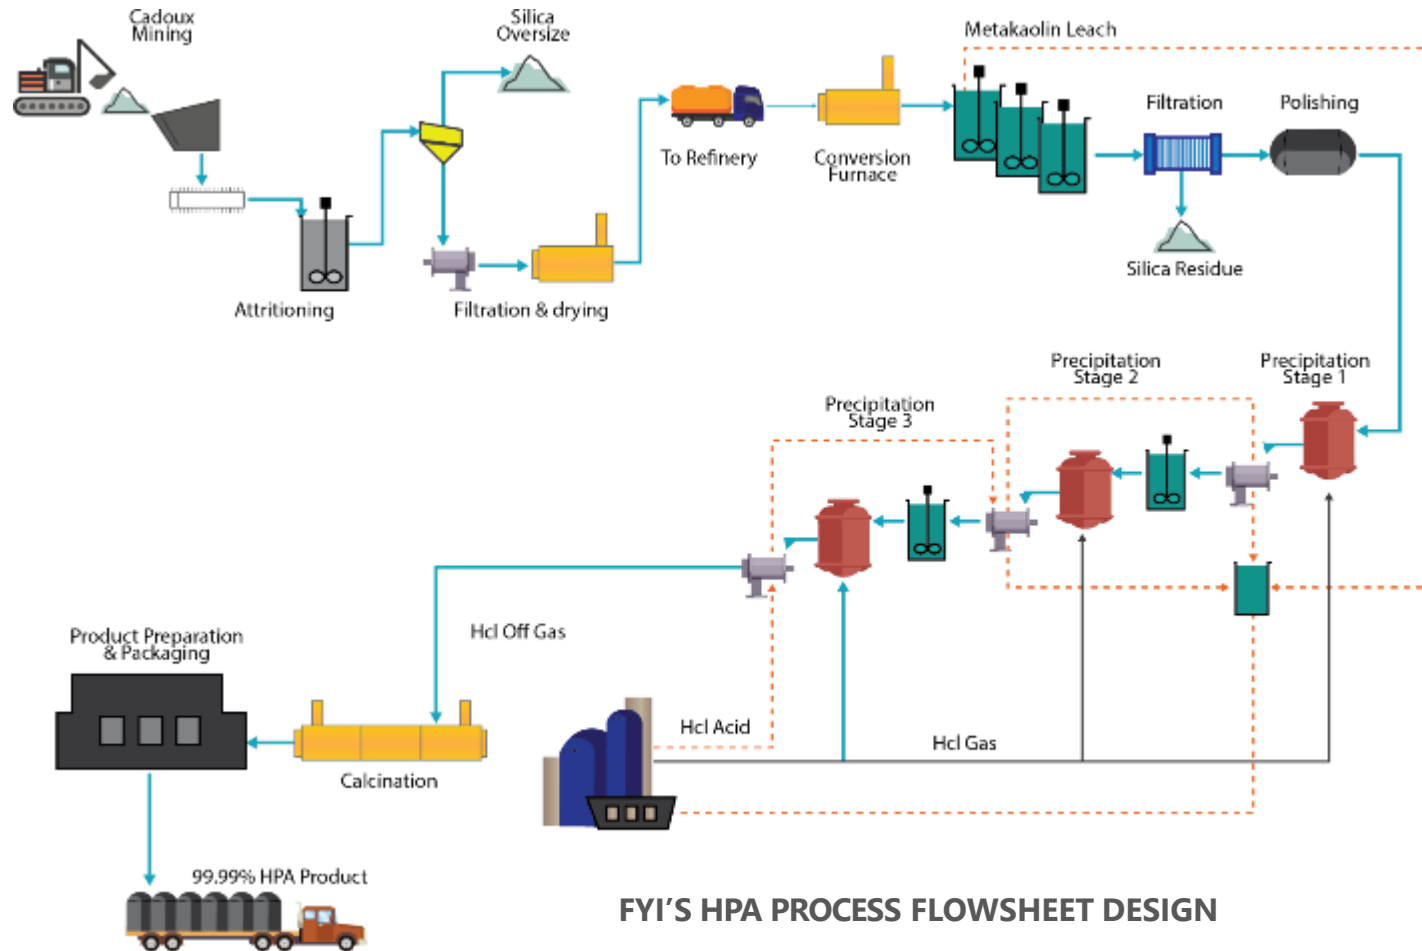 Cadoux
Mining
Silica
Oversize
Metakaolin Leach
Filtration
Polishing
To Refinery
Conversion
Furnace
Silica Residue
Attritioning
Filtration & drying
Precipitation
Stage 1
Precipitation
Stage 2
Precipitation
Stage 3
Hcl Off Gas
Product Preparation
& Packaging
Hcl Acid
Hcl Gas
Calcination
99.99% HPA Product
FYI'S HPA PROCESS FLOWSHEET DESIGN